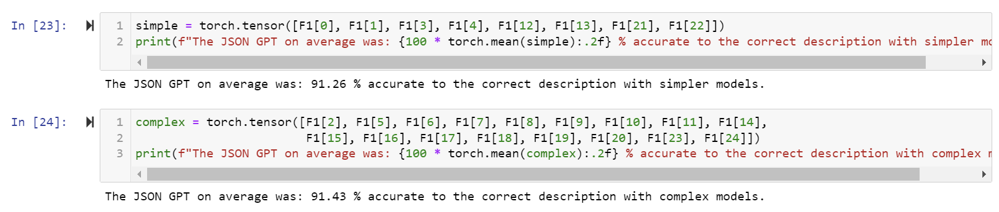 In [23]:
1 simple = torch.tensor([F1[0], F1[1], F1[3], F1[4], F1[12], F1[13], F1[21], F1[22]])
2 print(f"The JSON GPT on average was: {100 * torch.mean(simple):.2f} % accurate to the correct description with simpler mo
The JSON GPT on average was: 91.26 % accurate to the correct description with simpler models.
In [24]:
1 complex = torch.tensor([F1[2], F1[5], F1[6], F1[7], F1[8], F1[9], F1[10], F1[11], F1[14],
2 F1[15], F1[16], F1[17], F1[18], F1[19], F1[20], F1[23], F1[24]])
3 print(f"The JSON GPT on average was: {100 * torch.mean(complex):.2f} % accurate to the correct description with complex m
The JSON GPT on average was: 91.43 % accurate to the correct description with complex models.